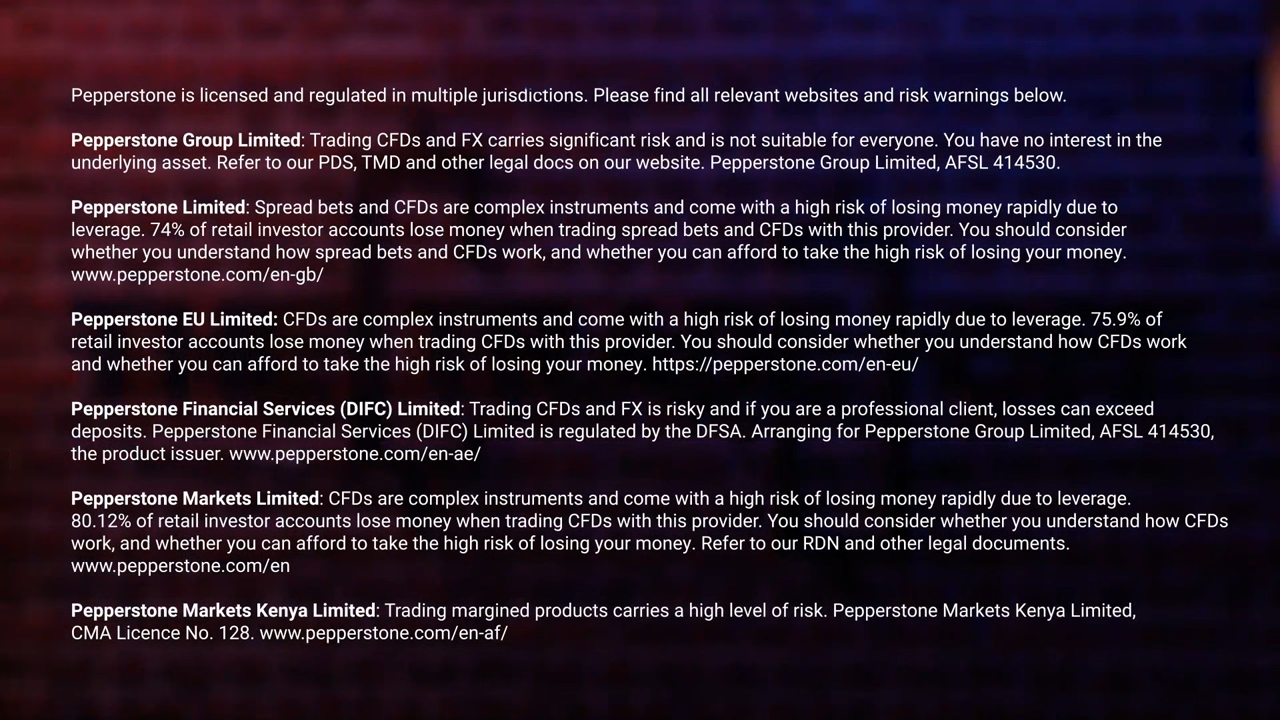 Pepperstone is licensed and regulated in multiple jurisdictions. Please find all relevant websites and risk warnings below.
Pepperstone Group Limited: Trading CFDs and FX carries significant risk and is not suitable for everyone. You have no interest in the
underlying asset. Refer to our PDS, TMD and other legal docs on our website. Pepperstone Group Limited, AFSL 414530.
Pepperstone Limited: Spread bets and CFDs are complex instruments and come with a high risk of losing money rapidly due to
leverage. 74% of retail investor accounts lose money when trading spread bets and CFDs with this provider. You should consider
whether you understand how spread bets and CFDs work, and whether you can afford to take the high risk of losing your money.
www.pepperstone.com/en-gb/
Pepperstone EU Limited: CFDs are complex instruments and come with a high risk of losing money rapidly due to leverage. 75.9% of
retail investor accounts lose money when trading CFDs with this provider. You should consider whether you understand how CFDs work
and whether you can afford to take the high risk of losing your money. https://pepperstone.com/en-eu/
Pepperstone Financial Services (DIFC) Limited: Trading CFDs and FX is risky and if you are a professional client, losses can exceed
deposits. Pepperstone Financial Services (DIFC) Limited is regulated by the DFSA. Arranging for Pepperstone Group Limited, AFSL 414530,
the product issuer. www.pepperstone.com/en-ae/
Pepperstone Markets Limited: CFDs are complex instruments and come with a high risk of losing money rapidly due to leverage.
80.12% of retail investor accounts lose money when trading CFDs with this provider. You should consider whether you understand how CFDs
work, and whether you can afford to take the high risk of losing your money. Refer to our RDN and other legal documents.
www.pepperstone.com/en
Pepperstone Markets Kenya Limited: Trading margined products carries a high level of risk. Pepperstone Markets Kenya Limited,
CMA Licence No. 128. www.pepperstone.com/en-af/